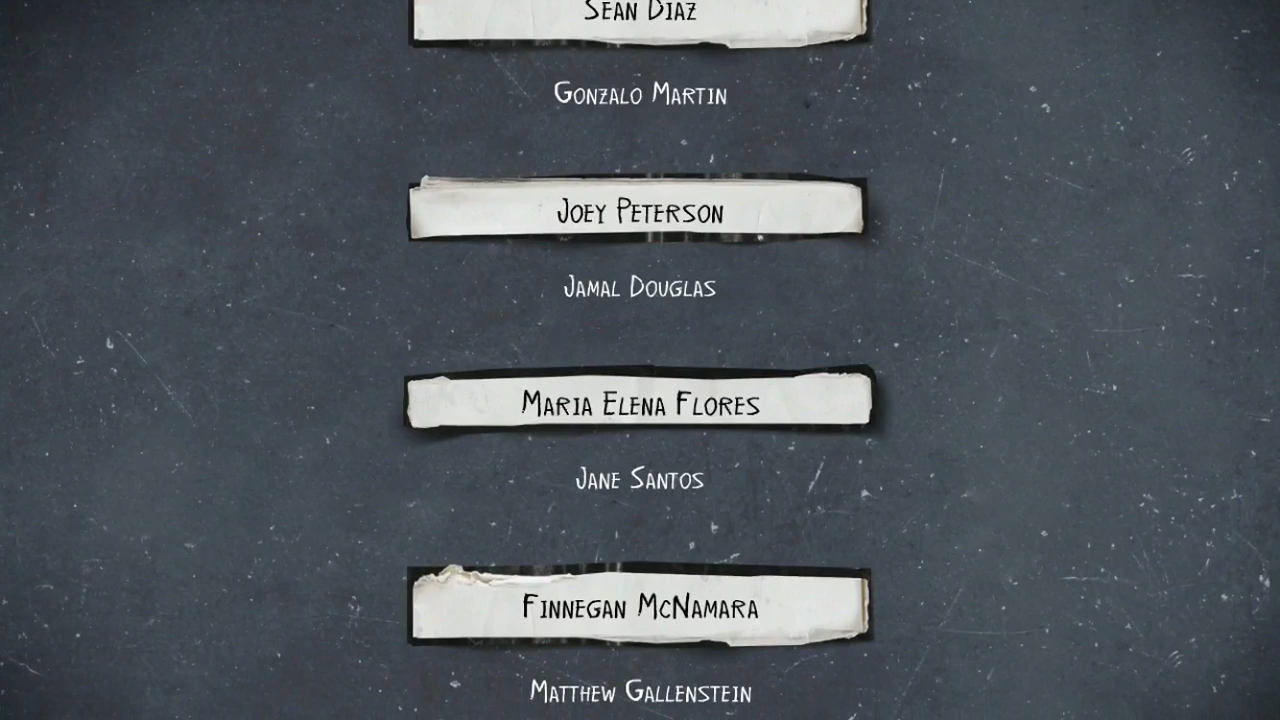 Sean Diaz
Gonzalo Martin
Joey Peterson
Jamal Douglas
Maria Elena Flores
Jane Santos
Finnegan McNamara
Matthew Gallenstein